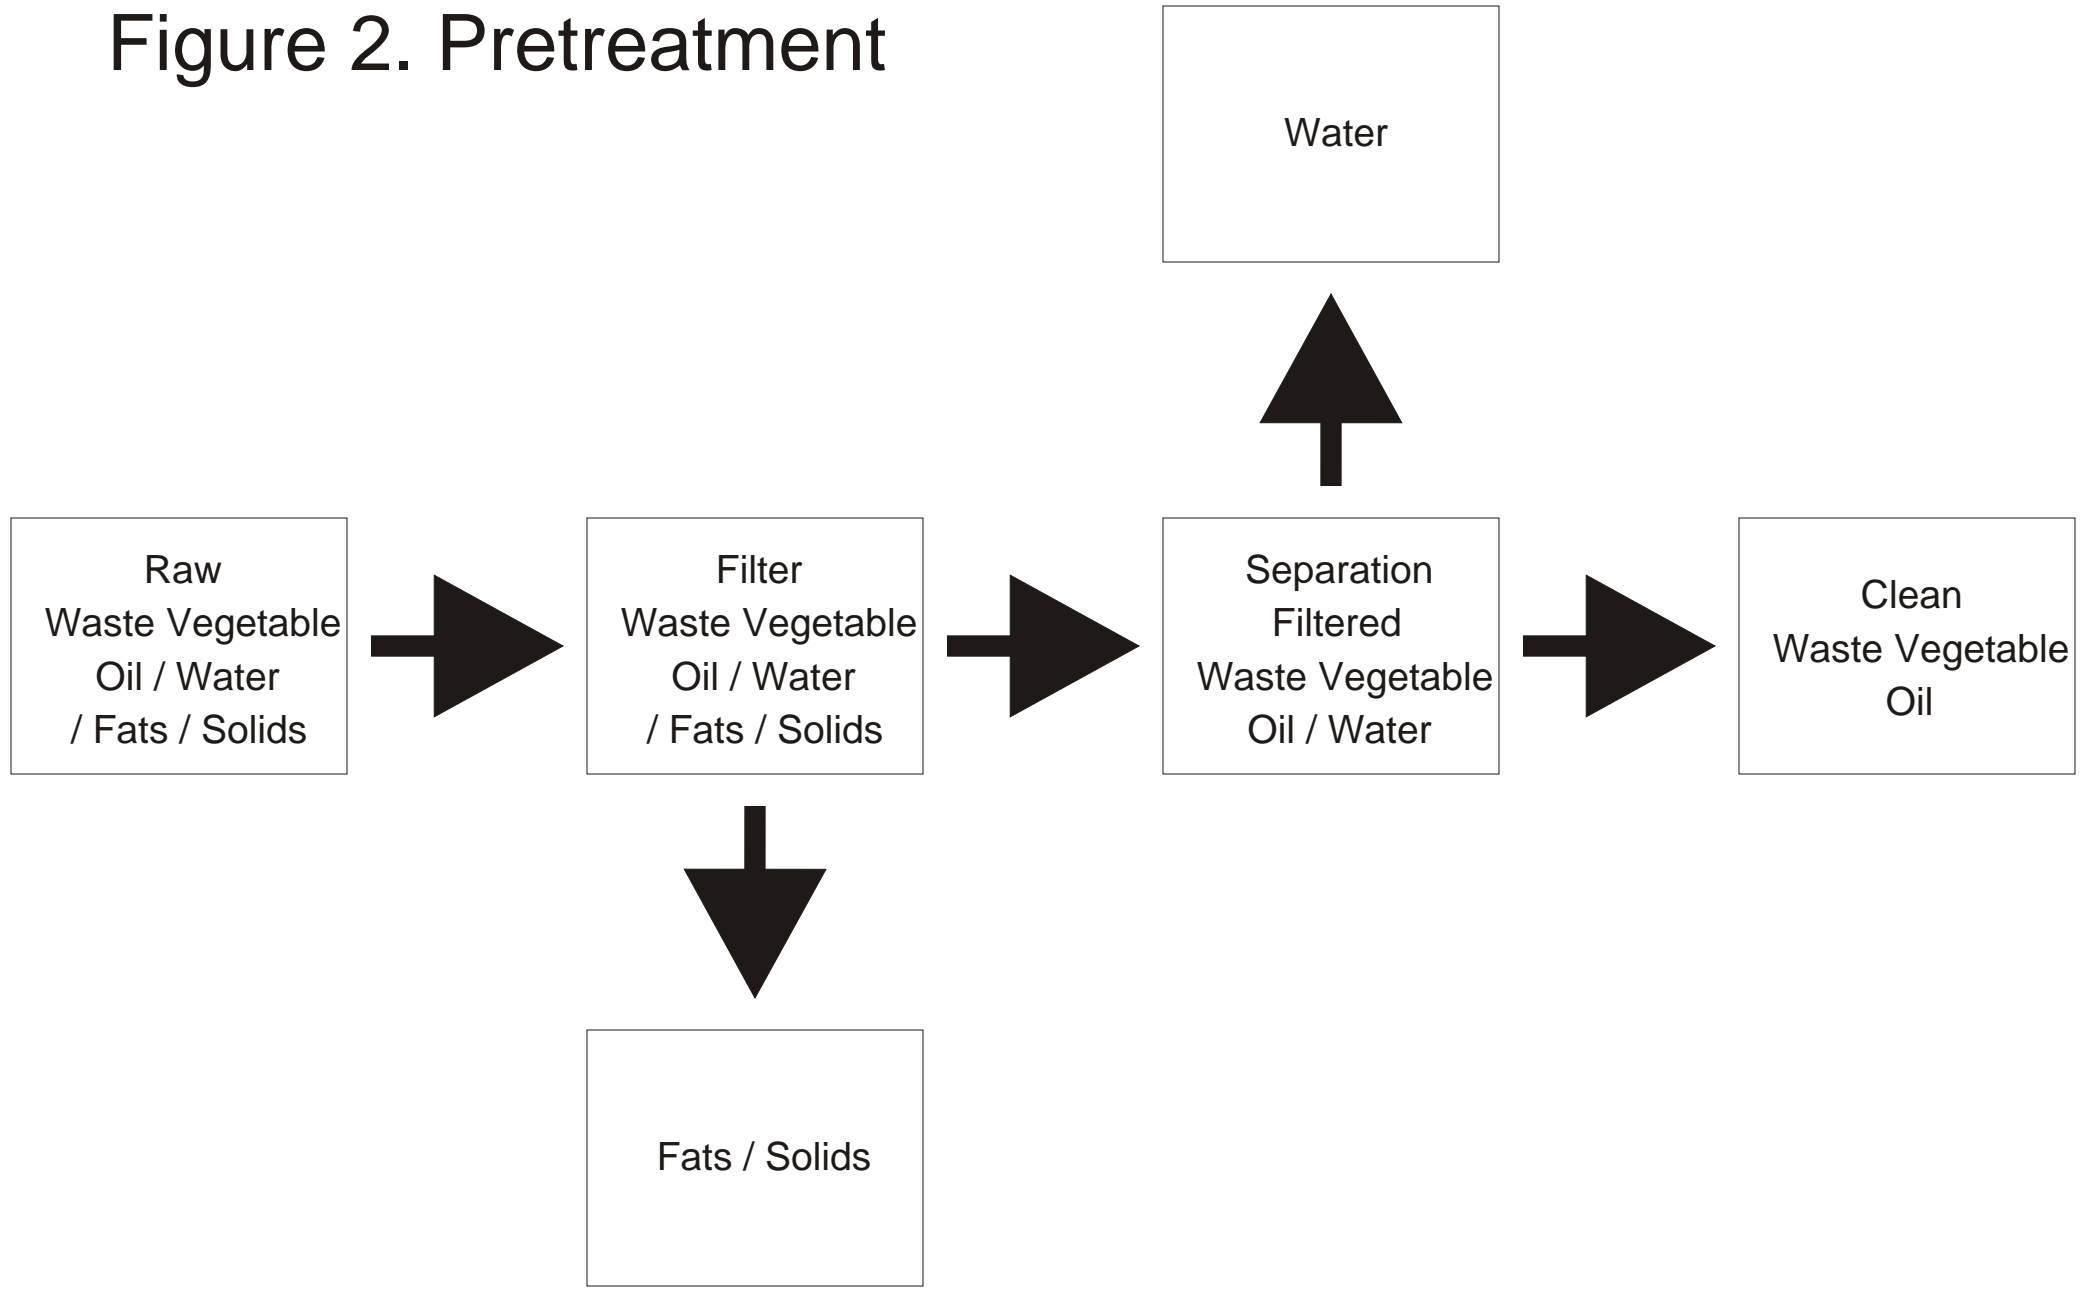 Figure 2. Pretreatment
Water
Raw
Waste Vegetable
Oil / Water
/ Fats / Solids
Filter
Waste Vegetable
Oil / Water
/ Fats / Solids
Separation
Filtered
Waste Vegetable
Oil / Water
Clean
Waste Vegetable
Oil
Fats / Solids